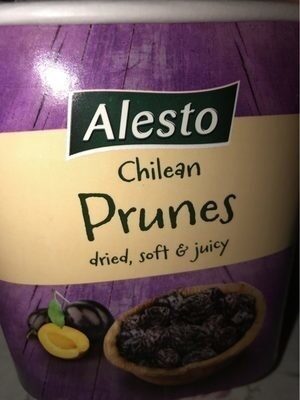 Alesto
Chilean
Prunes
dried, soft & juicy